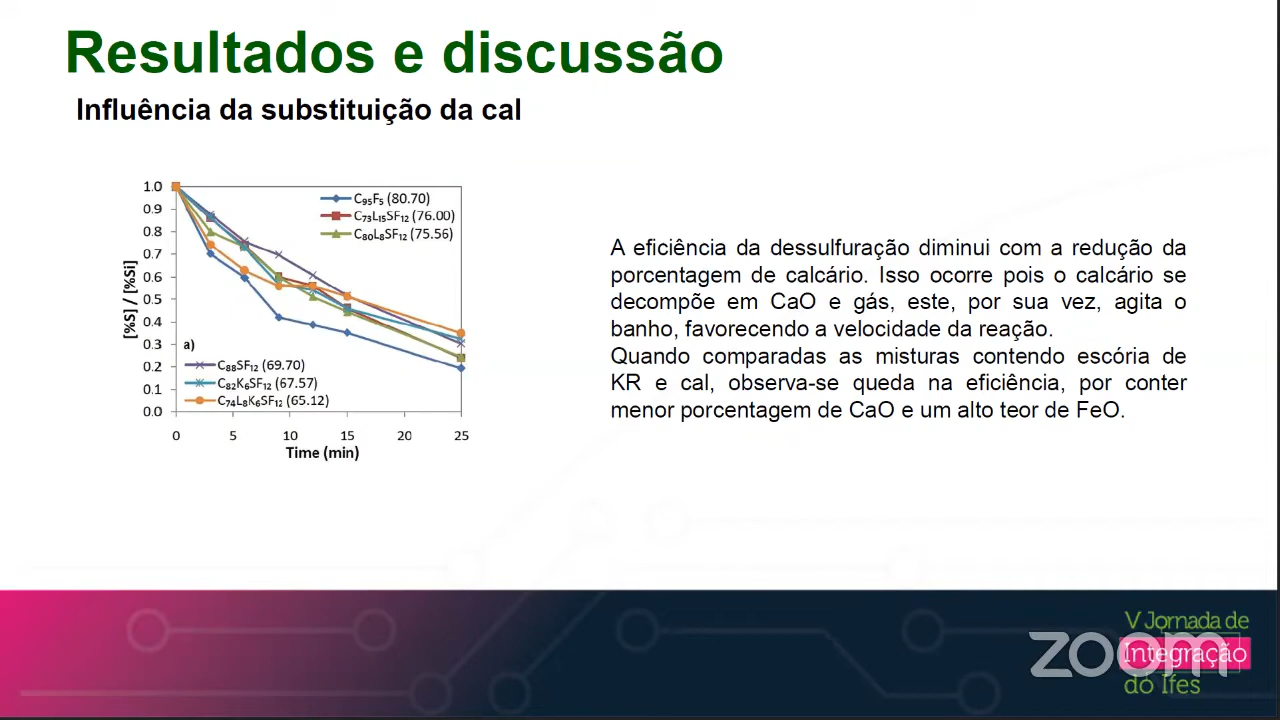 Resultados e discussão
Influência da substituição da cal
1.0
0.9
0.8
0.7
0.6
0.5
0.4
0.3
0.2
0.1
0.0
[%S] / [%Si]
C95F5 (80.70)
C73L15SF12 (76.00)
C80L8SF12 (75.56)
a)
C88SF12 (69.70)
C82K6SF12 (67.57)
C74L8K6SF12 (65.12)
0 5 10 15 20 25
Time (min)
A eficiência da dessulfuração diminui com a redução da
porcentagem de calcário. Isso ocorre pois o calcário se
decompõe em CaO e gás, este, por sua vez, agita o
banho, favorecendo a velocidade da reação.
Quando comparadas as misturas contendo escória de
KR e cal, observa-se queda na eficiência, por conter
menor porcentagem de CaO e um alto teor de FeO.
V Jornada de
Integração
do Ifes
zoom